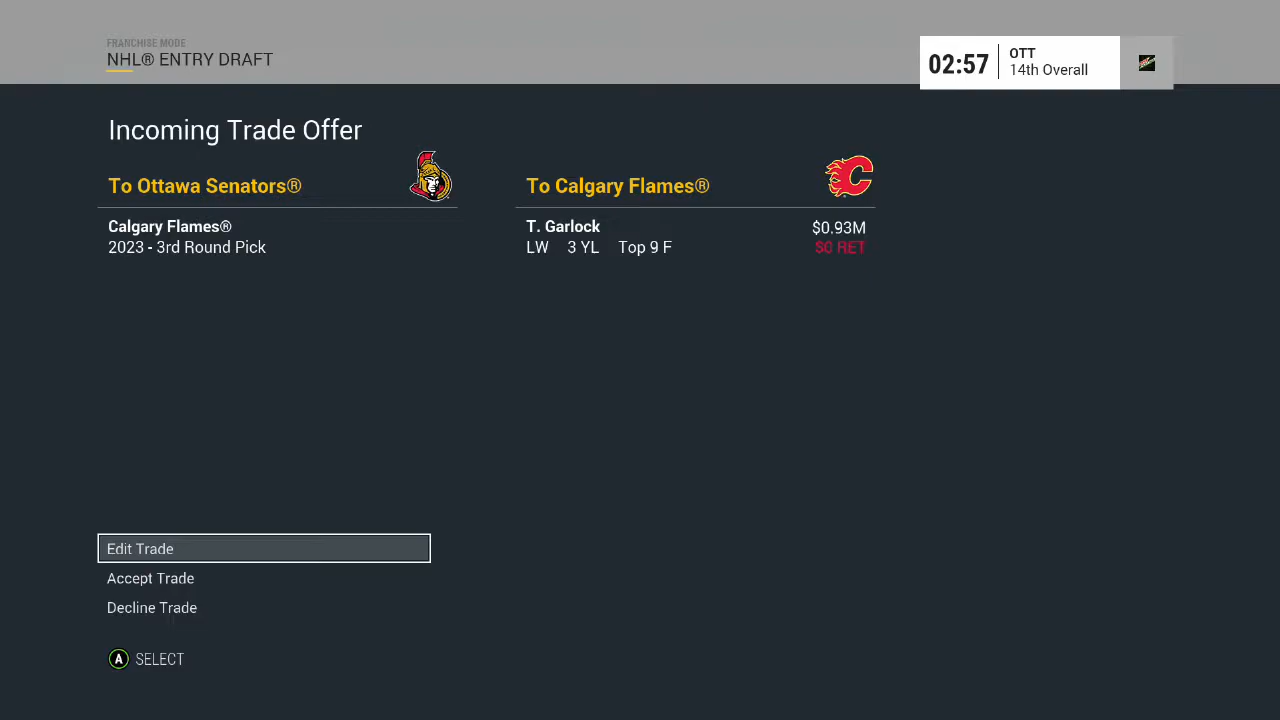 FRANCHISE MODE
NHL® ENTRY DRAFT
02:57
OTT
14th Overall
Incoming Trade Offer
To Ottawa Senators®
Calgary Flames®
2023 - 3rd Round Pick
To Calgary Flames®
T. Garlock $0.93M
LW 3 YL Top 9 F $0 RET
Edit Trade
Accept Trade
Decline Trade
A SELECT